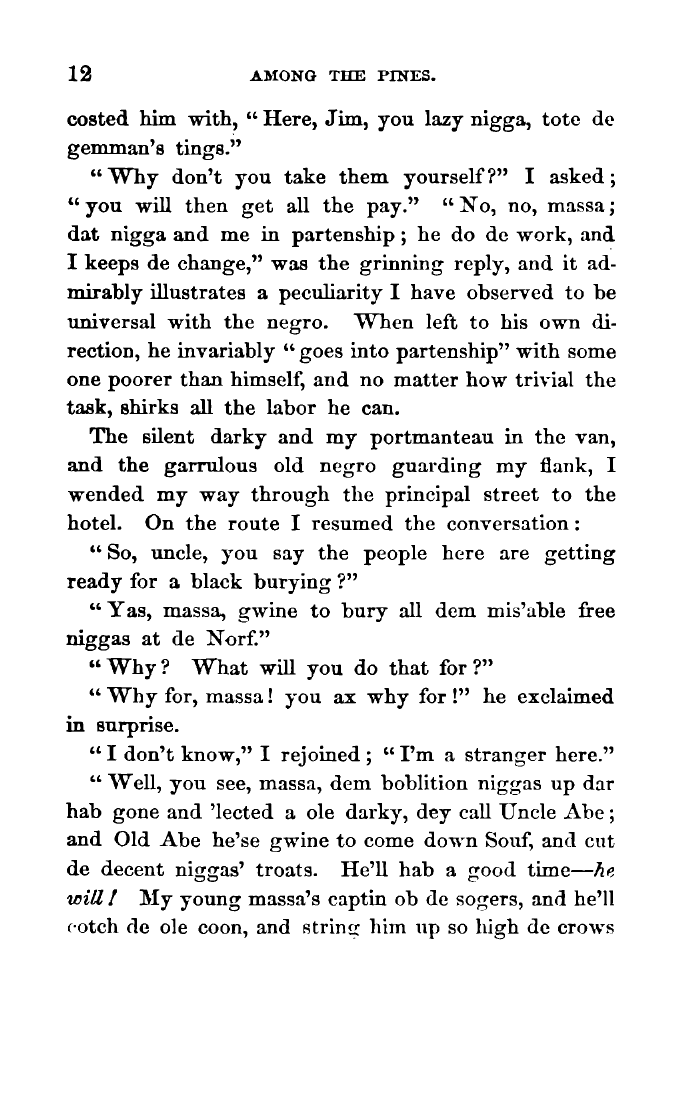 12 AMONG THE PINES.
costed him with, “Here, Jim, you lazy nigga, tote de
gemman's tings.”
“Why don't you take them yourself?” I asked;
“you will then get all the pay.” “No, no, massa;
dat nigga and me in partenship; he do de work, and
I keeps de change,” was the grinning reply, and it ad-
mirably illustrates a peculiarity I have observed to be
universal with the negro. When left to his own di-
rection, he invariably “goes into partenship” with some
one poorer than himself, and no matter how trivial the
task, shirks all the labor he can.
The silent darky and my portmanteau in the van,
and the garrulous old negro guarding my flank, I
wended my way through the principal street to the
hotel. On the route I resumed the conversation:
“So, uncle, you say the people here are getting
ready for a black burying?”
“Yas, massa, gwine to bury all dem mis'able free
niggas at de Norf.”
“Why? What will you do that for?”
“Why for, massa! you ax why for!” he exclaimed
in surprise.
“I don't know,” I rejoined; “I'm a stranger here.”
“Well, you see, massa, dem boblition niggas up dar
hab gone and 'lected a ole darky, dey call Uncle Abe;
and Old Abe he'se gwine to come down Souf, and cut
de decent niggas' troats. He'll hab a good time—he
will! My young massa's captin ob de sogers, and he'll
cotch de ole coon, and string him up so high de crows